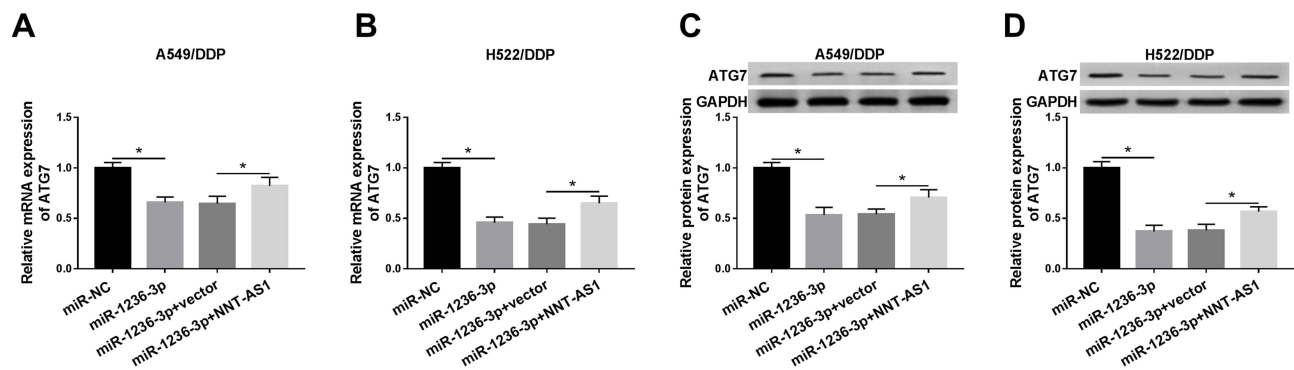 A
A549/DDP
Relative mRNA expression
of ATG7
1.5
1.0
0.5
0.0
*
*
miR-NC
miR-1236-3p
miR-1236-3p+vector
miR-1236-3p+NNT-AS1
B
H522/DDP
Relative mRNA expression
of ATG7
1.5
1.0
0.5
0.0
*
*
miR-NC
miR-1236-3p
miR-1236-3p+vector
miR-1236-3p+NNT-AS1
C
A549/DDP
ATG7
GAPDH
Relative protein expression
of ATG7
1.5
1.0
0.5
0.0
*
*
miR-NC
miR-1236-3p
miR-1236-3p+vector
miR-1236-3p+NNT-AS1
D
H522/DDP
ATG7
GAPDH
Relative protein expression
of ATG7
1.5
1.0
0.5
0.0
*
*
miR-NC
miR-1236-3p
miR-1236-3p+vector
miR-1236-3p+NNT-AS1